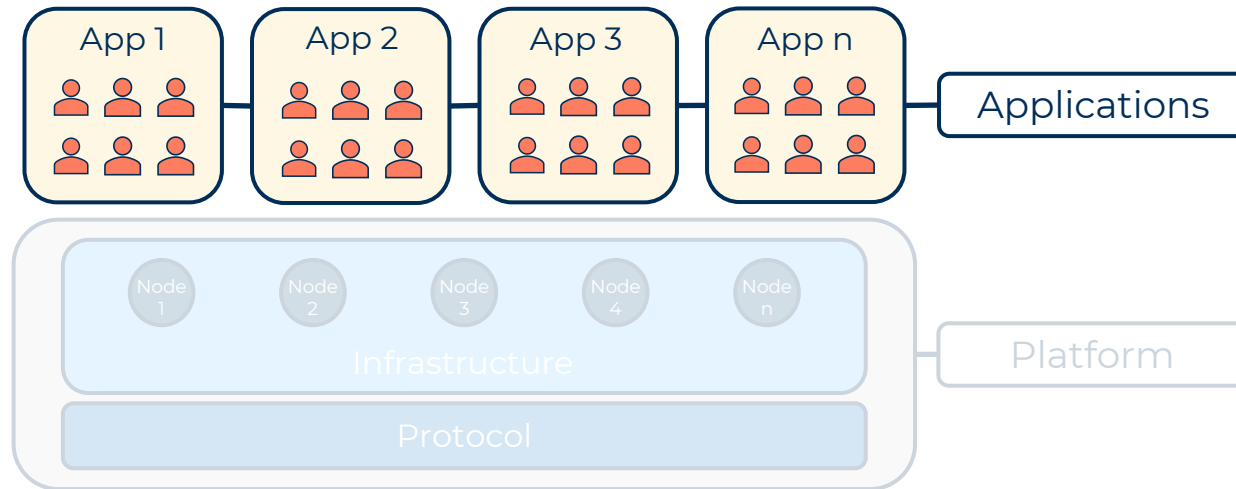 App 1
App 2
App 3
App n
Applications
Node
1
Node
2
Node
3
Node
4
Node
n
Infrastructure
Platform
Protocol